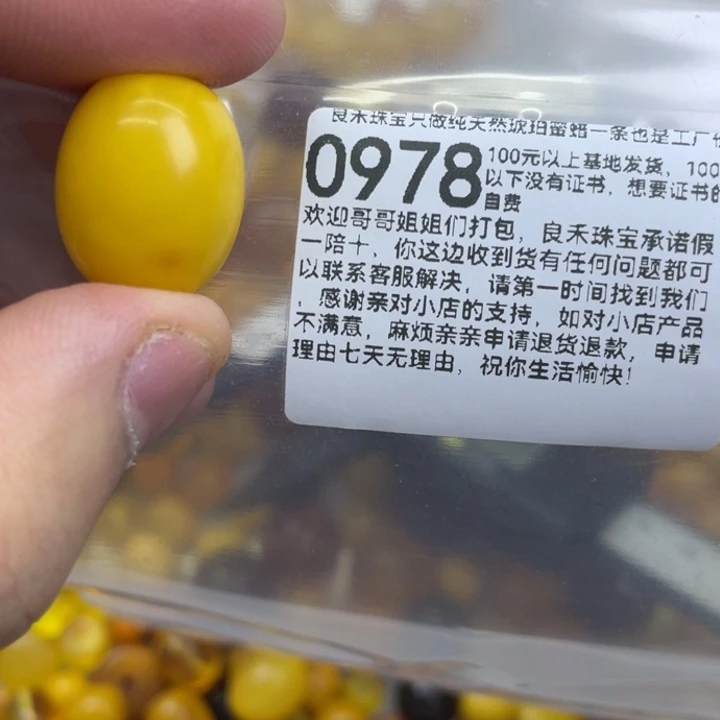 良禾珠宝只做纯天然琥珀蜜蜡一条也是工厂价
0978
100元以上基地发货，100
以下没有证书，想要证书的
自费
欢迎哥哥姐姐们打包，良禾珠宝承诺假
一陪十，你这边收到货有任何问题都可
以联系客服解决，请第一时间找到我们
，感谢亲对小店的支持，如对小店产品
不满意，麻烦亲亲申请退货退款，申请
理由七天无理由，祝你生活愉快！